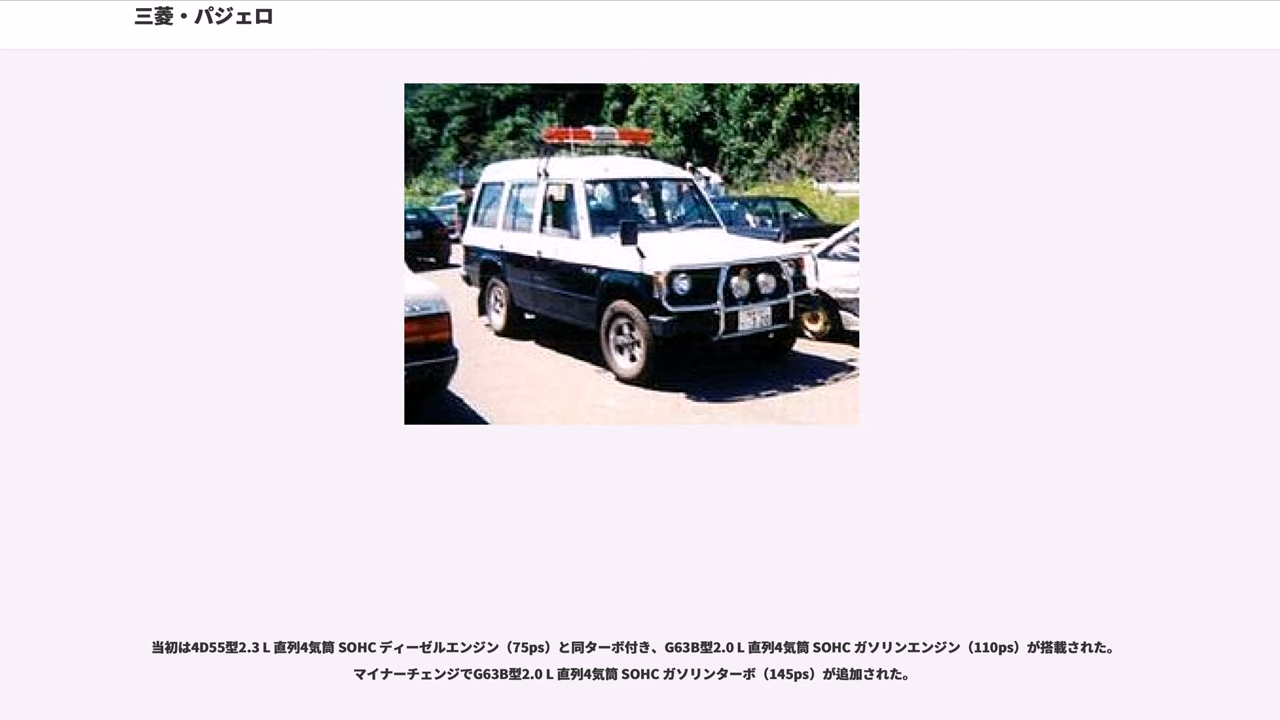 三菱・パジェロ
当初は4D55型2.3 L 直列4気筒 SOHC ディーゼルエンジン（75ps）と同ターボ付き、G63B型2.0 L 直列4気筒 SOHC ガソリンエンジン（110ps）が搭載された。
マイナーチェンジでG63B型2.0 L 直列4気筒 SOHC ガソリンターボ（145ps）が追加された。